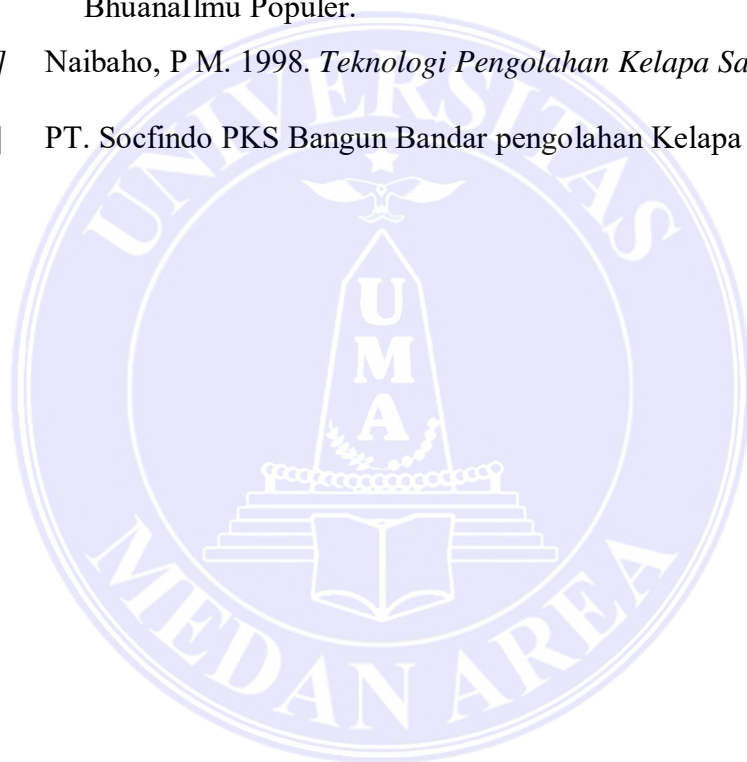 BhuanaIlmu Populer.
] Naibaho, P M. 1998. Teknologi Pengolahan Kelapa Sa
] PT. Socfindo PKS Bangun Bandar pengolahan Kelapa
UNIVERSITAS
UMA
MEDAN AREA